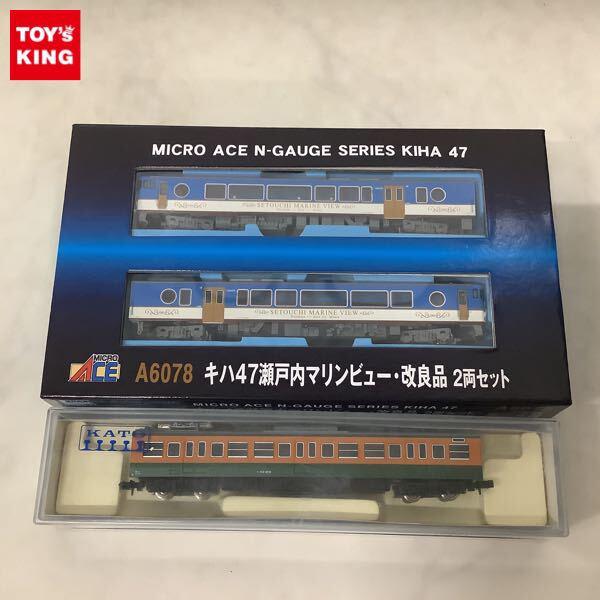 TOY's
KING
MICRO ACE N-GAUGE SERIES KIHA 47
SETOUCHI MARINE VIEW
SETOUCHI MARINE VIEW
MICRO
ACE
A6078 キハ47瀬戸内マリンビュー・改良品 2両セット
MICRO ACE N-GAUGE SERIES KIHA 47
KATO